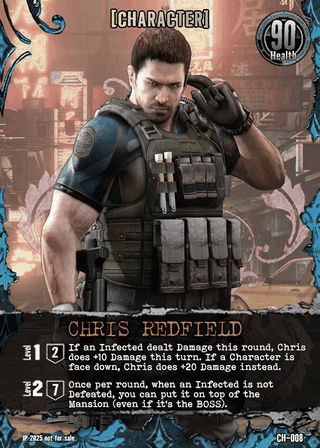 [CHARACTER]
90
Health
CHRIS REDFIELD
Level 1 2 If an Infected dealt Damage this round, Chris
does +10 Damage this turn. If a Character is
face down, Chris does +20 Damage instead.
Level 2 7 Once per round, when an Infected is not
Defeated, you can put it on top of the
Mansion (even if it's the BOSS).
JP-2025 not for sale.
CH-008